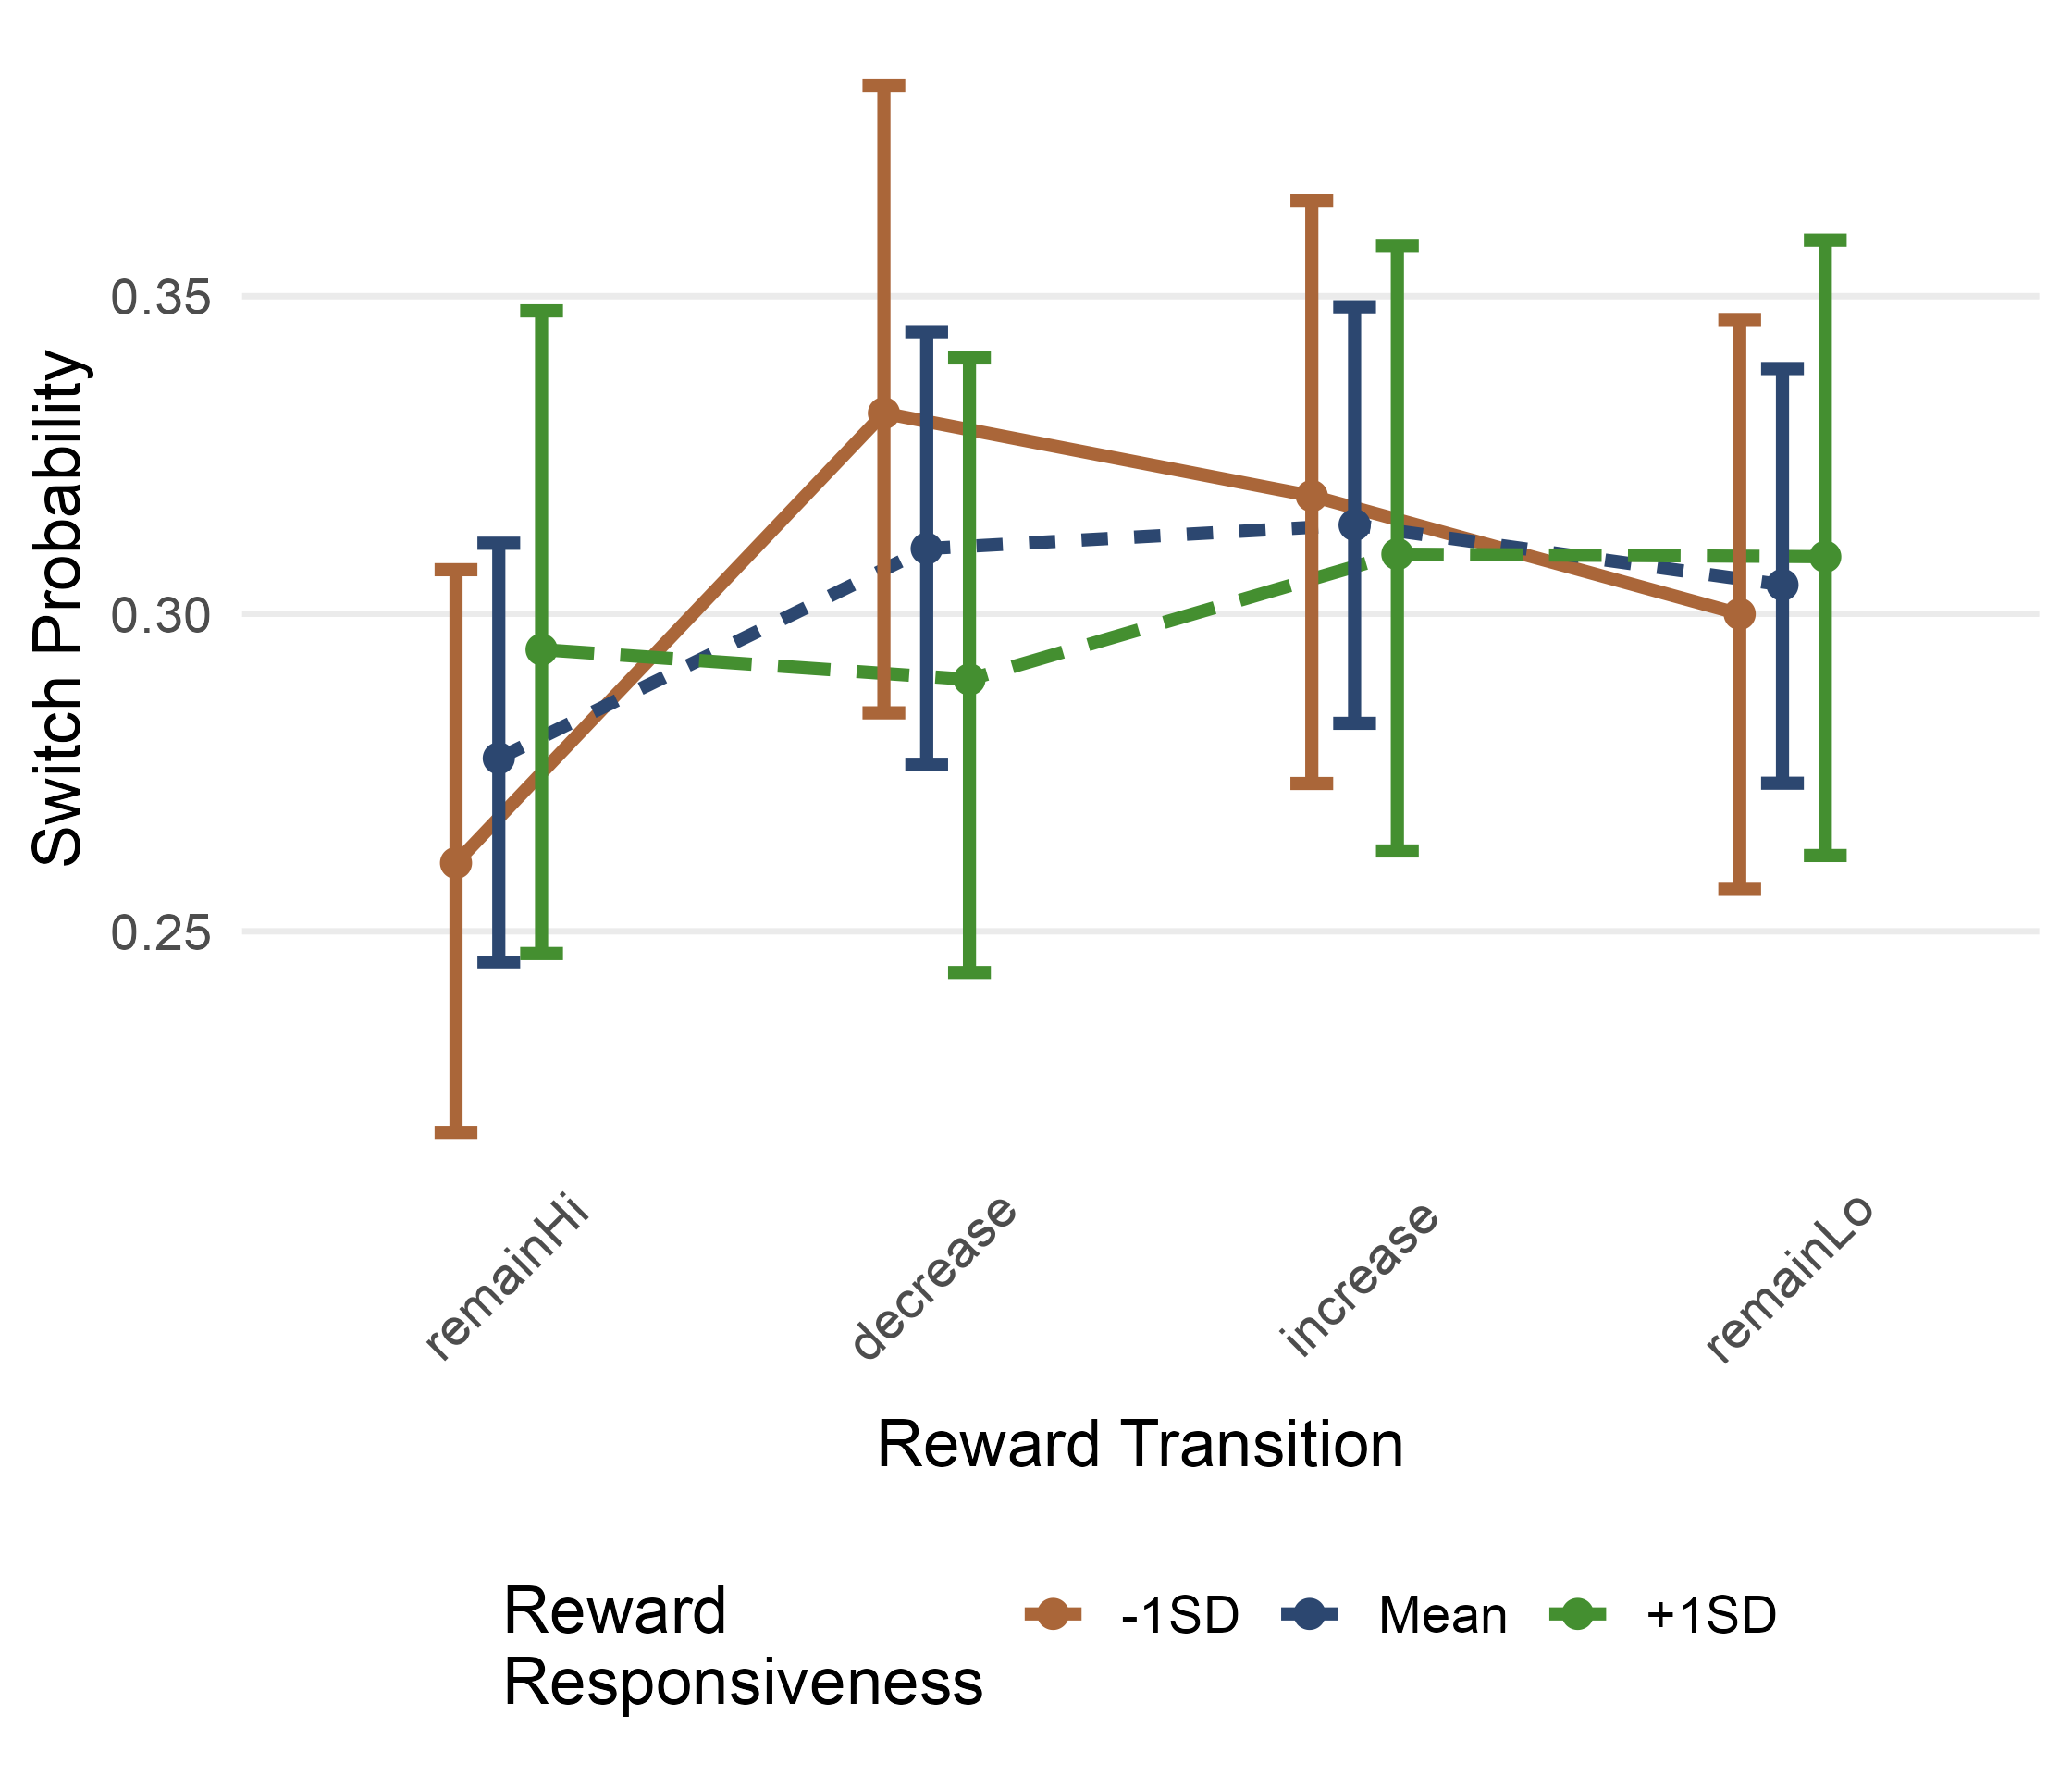 Switch Probability
0.35
0.30
0.25
remainHi
decrease
increase
remainLo
Reward Transition
Reward
Responsiveness
-1SD
Mean
+1SD